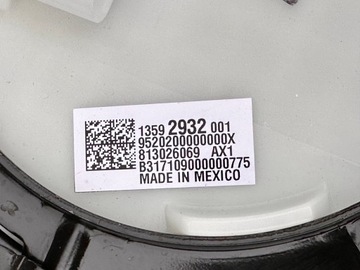 1359 2932 001
9520200000000X
813026069 AX1
B317109000000775
MADE IN MEXICO